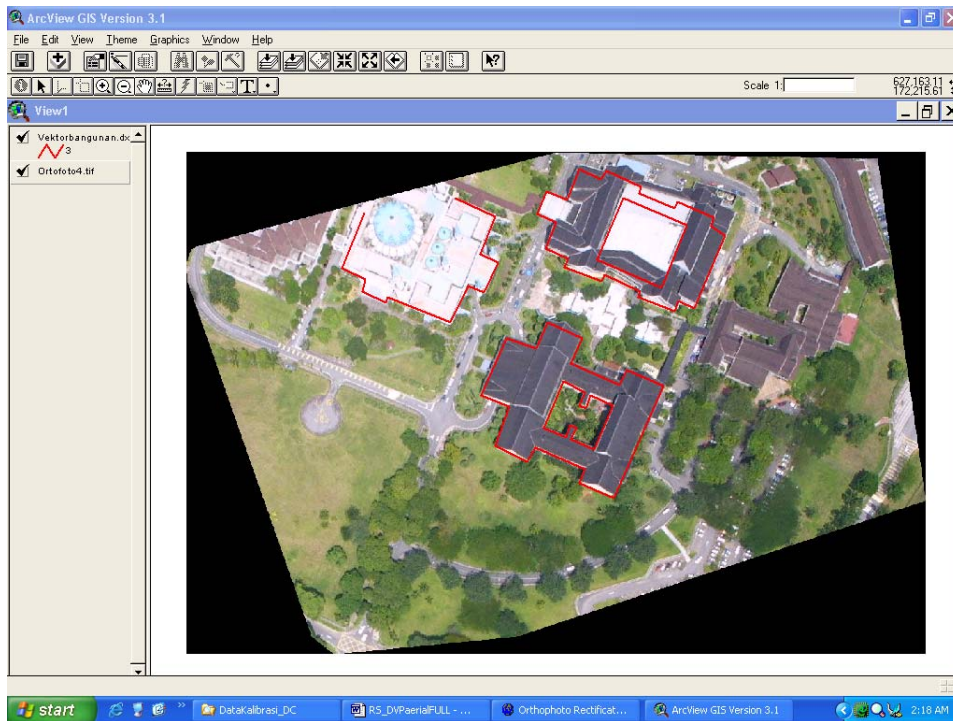 ArcView GIS Version 3.1
File Edit View Theme Graphics Window Help
Scale 1:
627,163.11
172,215.61
View1
Vektorbangunan.dx
3
Ortofoto4.tif
start
DataKalibrasi_DC
RS_DVPaerialFULL - ...
Orthophoto Rectificat...
ArcView GIS Version 3.1
2:18 AM